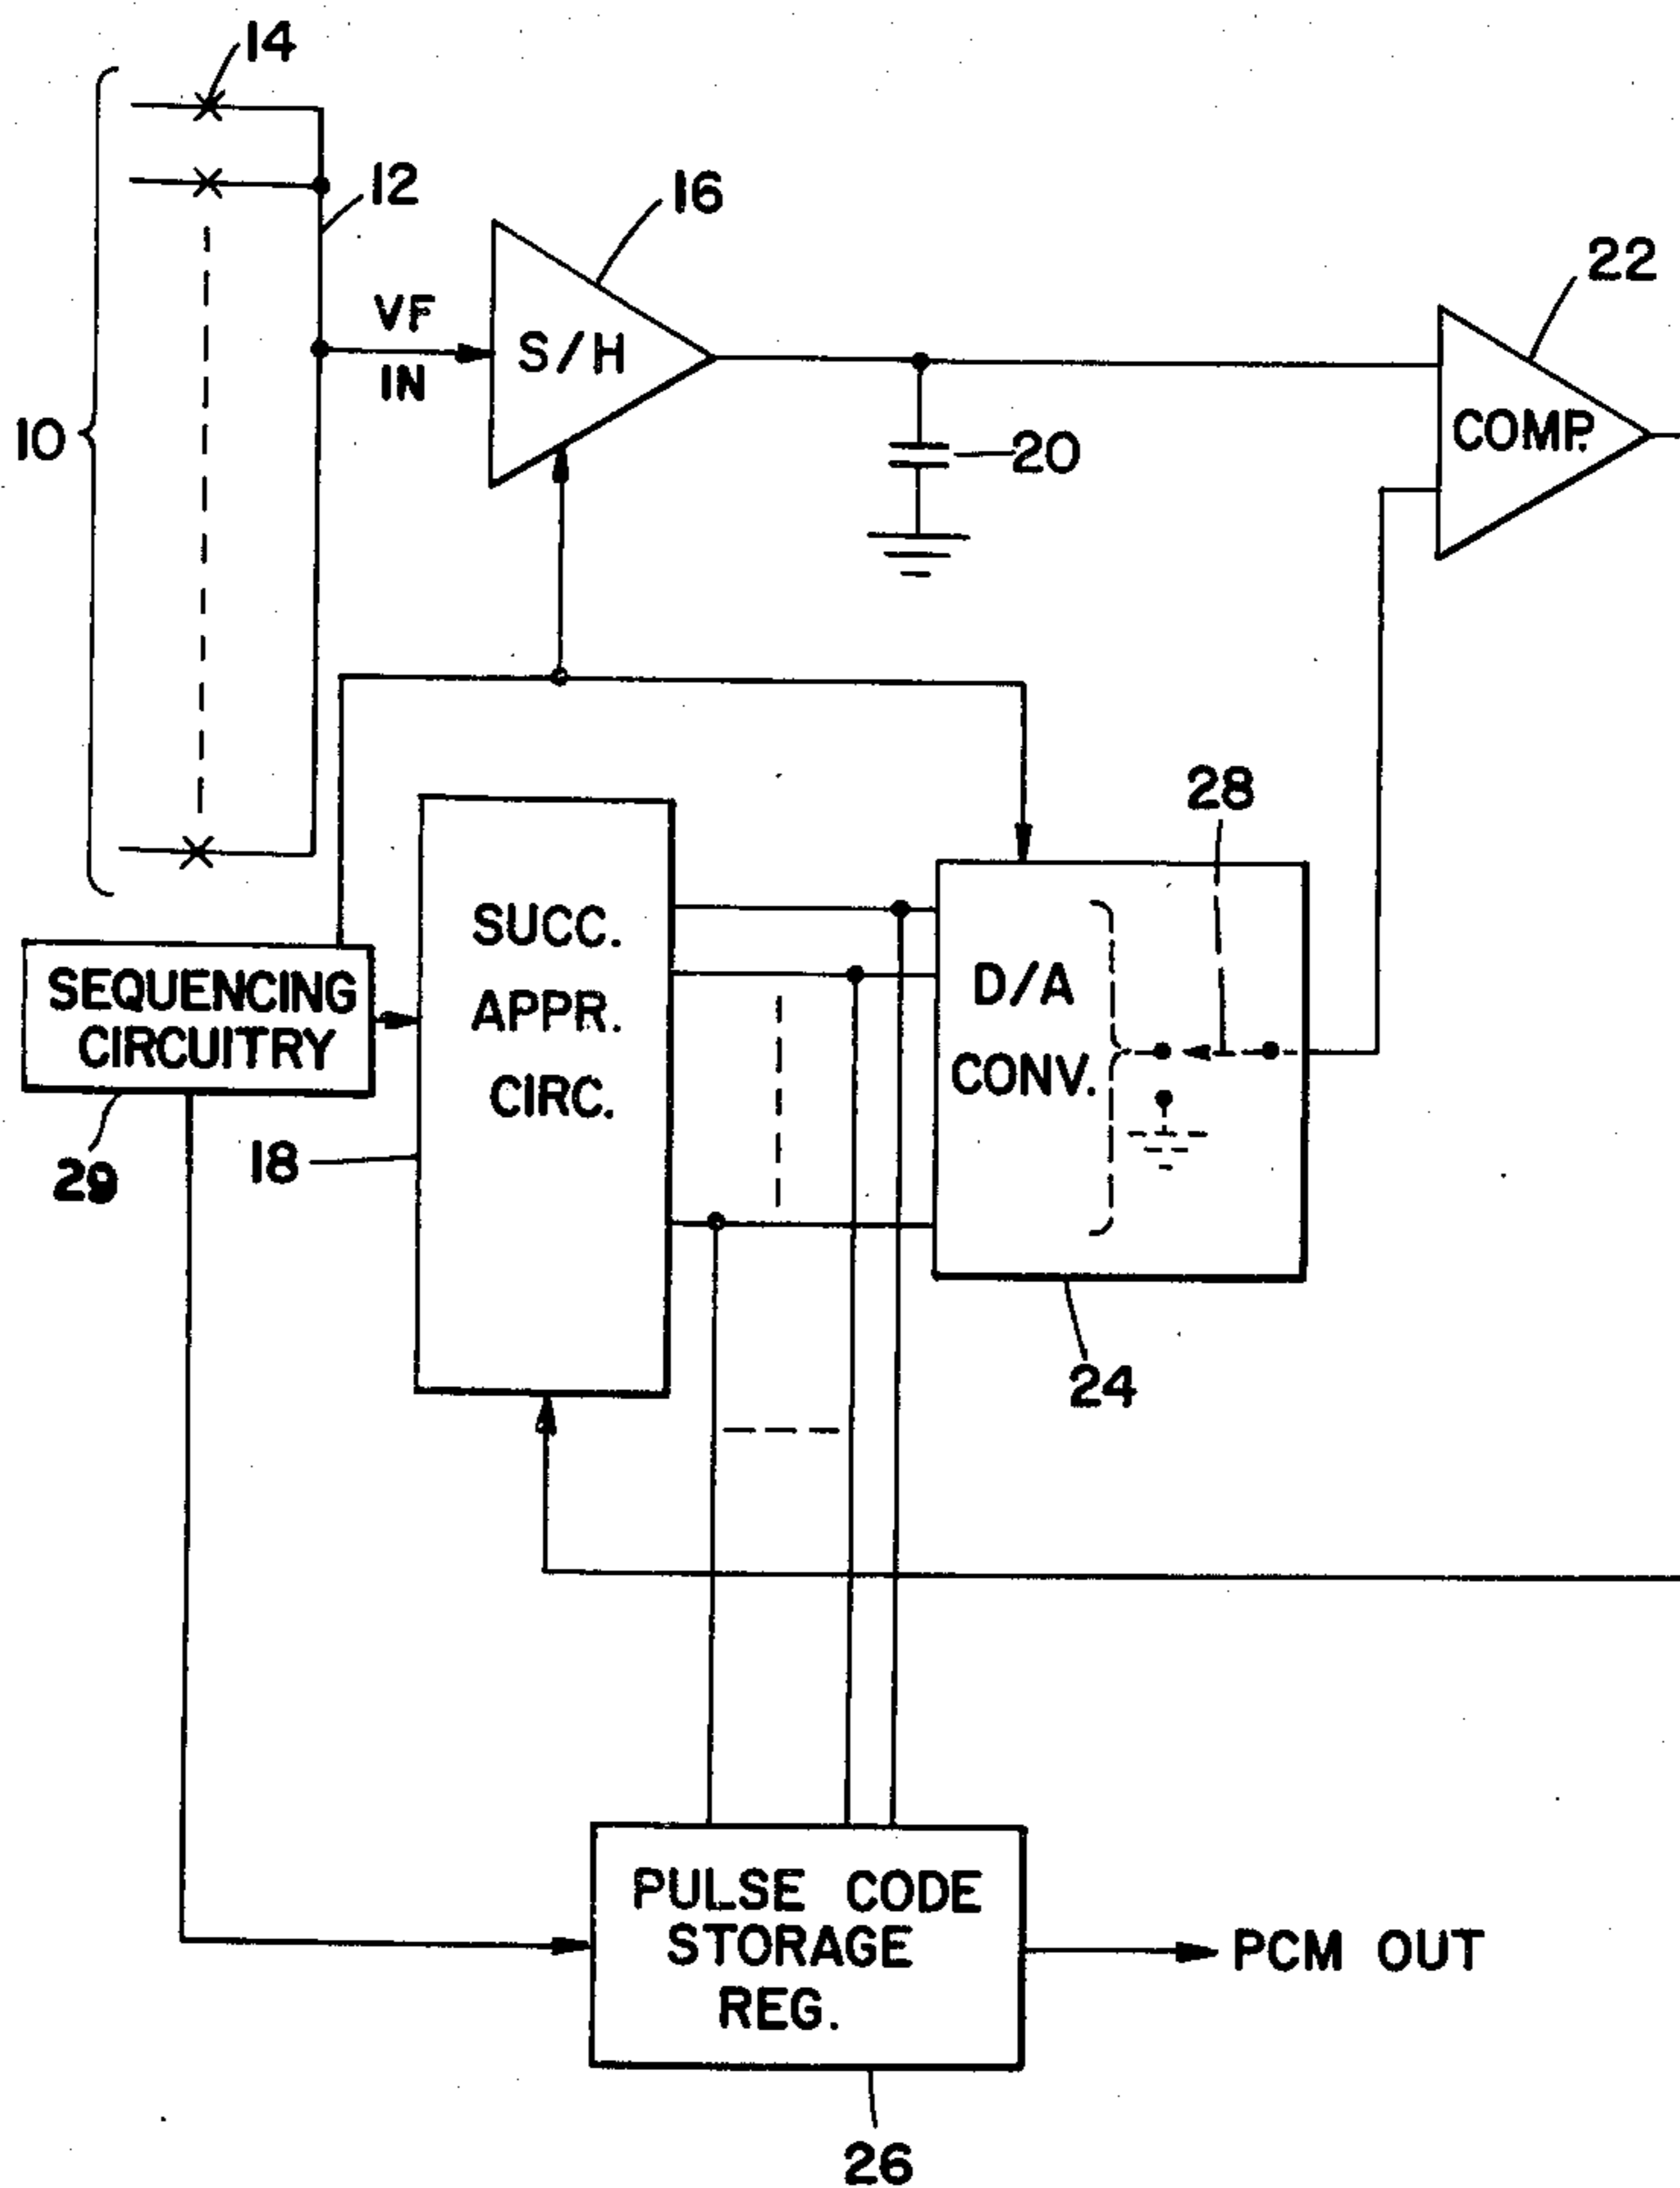 14
12
16
22
VF
IN
S/H
10
20
COMP.
28
SUCC.
APPR.
CIRC.
D/A
CONV.
SEQUENCING
CIRCUITRY
29
18
24
PULSE CODE
STORAGE
REG.
PCM OUT
26